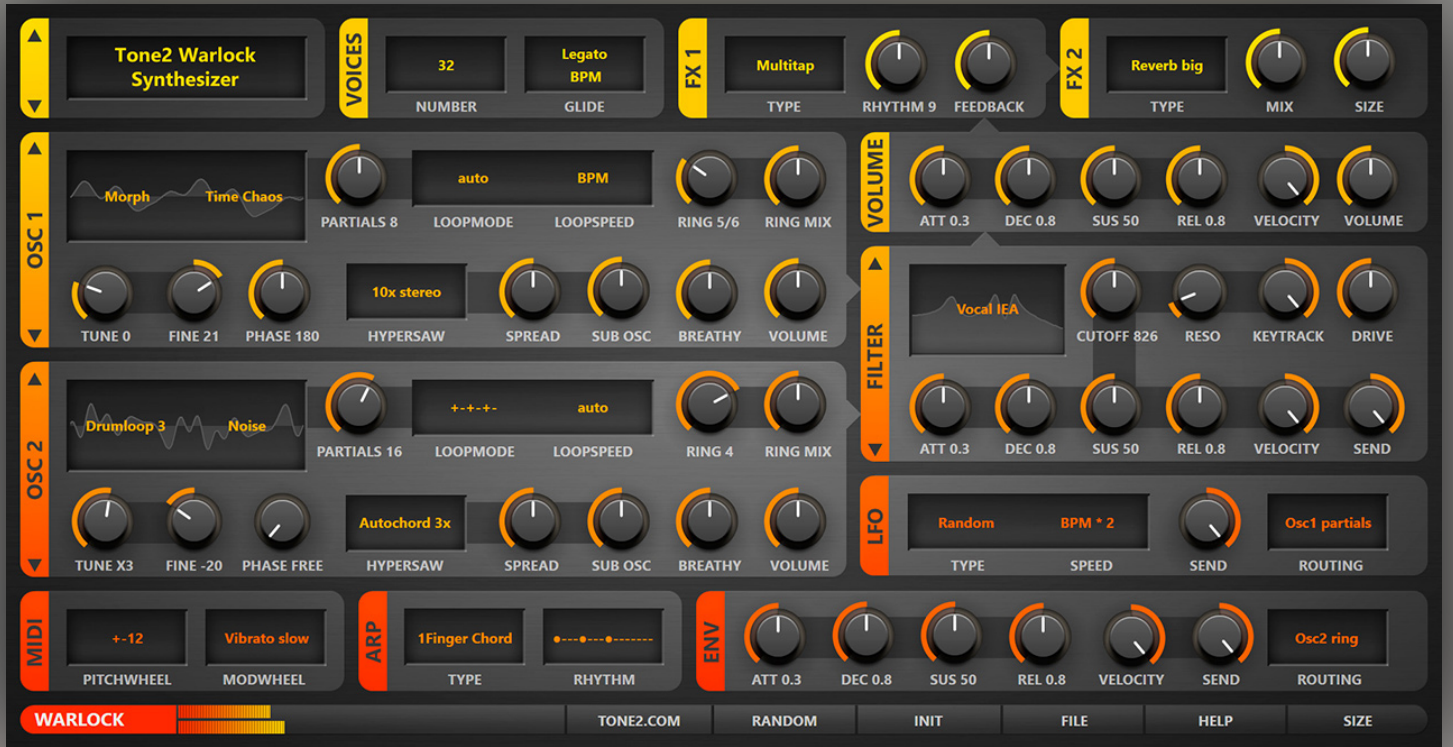 Tone2 Warlock
Synthesizer
VOICES
32
NUMBER
Legato
BPM
GLIDE
FX 1
Multitap
TYPE
RHYTHM 9
FEEDBACK
FX 2
Reverb big
TYPE
MIX
SIZE
OSC 1
Morph
Time Chaos
PARTIALS 8
auto
LOOPMODE
BPM
LOOPSPEED
RING 5/6
RING MIX
TUNE 0
FINE 21
PHASE 180
10x stereo
HYPERSAW
SPREAD
SUB OSC
BREATHY
VOLUME
VOLUME
ATT 0.3
DEC 0.8
SUS 50
REL 0.8
VELOCITY
VOLUME
FILTER
Vocal IEA
CUTOFF 826
RESO
KEYTRACK
DRIVE
ATT 0.3
DEC 0.8
SUS 50
REL 0.8
VELOCITY
SEND
OSC 2
Drumloop 3
Noise
PARTIALS 16
+-+-+-
LOOPMODE
auto
LOOPSPEED
RING 4
RING MIX
TUNE X3
FINE -20
PHASE FREE
Autochord 3x
HYPERSAW
SPREAD
SUB OSC
BREATHY
VOLUME
LFO
Random
TYPE
BPM * 2
SPEED
SEND
Osc1 partials
ROUTING
MIDI
+-12
PITCHWHEEL
Vibrato slow
MODWHEEL
ARP
1Finger Chord
TYPE
●---●---●-------
RHYTHM
ENV
ATT 0.3
DEC 0.8
SUS 50
REL 0.8
VELOCITY
SEND
Osc2 ring
ROUTING
WARLOCK
TONE2.COM
RANDOM
INIT
FILE
HELP
SIZE